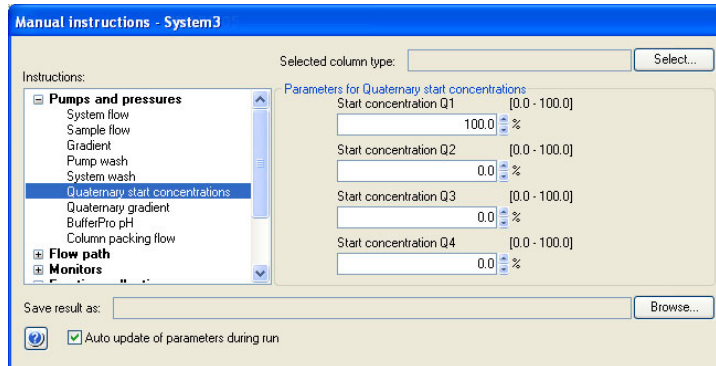 Manual instructions - System3
Selected column type:
Select...
Instructions:
Pumps and pressures
System flow
Sample flow
Gradient
Pump wash
System wash
Quaternary start concentrations
Quaternary gradient
BufferPro pH
Column packing flow
Flow path
Monitors
Parameters for Quaternary start concentrations
Start concentration Q1 [0.0 - 100.0]
100.0 %
Start concentration Q2 [0.0 - 100.0]
0.0 %
Start concentration Q3 [0.0 - 100.0]
0.0 %
Start concentration Q4 [0.0 - 100.0]
0.0 %
Save result as:
Browse...
Auto update of parameters during run